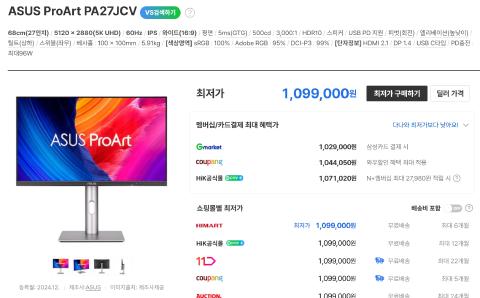 ASUS ProArt PA27JCV VS검색하기 ?
68cm(27인치) / 5120 x 2880(5K UHD) / 60Hz / IPS / 와이드(16:9) / 평면 / 5ms(GTG) / 500cd / 3,000:1 / HDR10 / 스피커 / USB PD 지원 / 피벗(회전) / 엘리베이션(높낮이) /
틸트(상하) / 스위블(좌우) / 베사홀 : 100 x 100mm / 5.91kg / [색상영역] sRGB : 100 / Adobe RGB : 95% / DCI-P3 : 99% / [단자정보] HDMI 2.1 / DP 1.4 / USB C타입 / PD충전 :
최대96W
ASUS ProArt
등록월: 2024.12. | 제조사: ASUS | 이미지출처: 제조사제공
최저가 1,099,000원 최저가 구매하기 딜러 가격
멤버십/카드결제 최대 혜택가 다나와 최저가보다 낮아요!
Gmarket 1,029,000원 삼성카드 결제 시
coupang 1,044,050원 와우할인 혜택 최대 적용
HIK공식몰 1,071,020원 N+멤버십 최대 27,980원 적립 시 ?
쇼핑몰별 최저가 배송비 포함 ?
HIMART 최저가 1,099,000원 무료배송 최대 6개월
HIK공식몰 1,099,000원 무료배송 최대 12개월
11 1,099,000원 무료배송 최대 22개월
coupang 1,099,000원 무료배송 최대 5개월
AUCTION. 1,099,000원 무료배송 최대 24개월